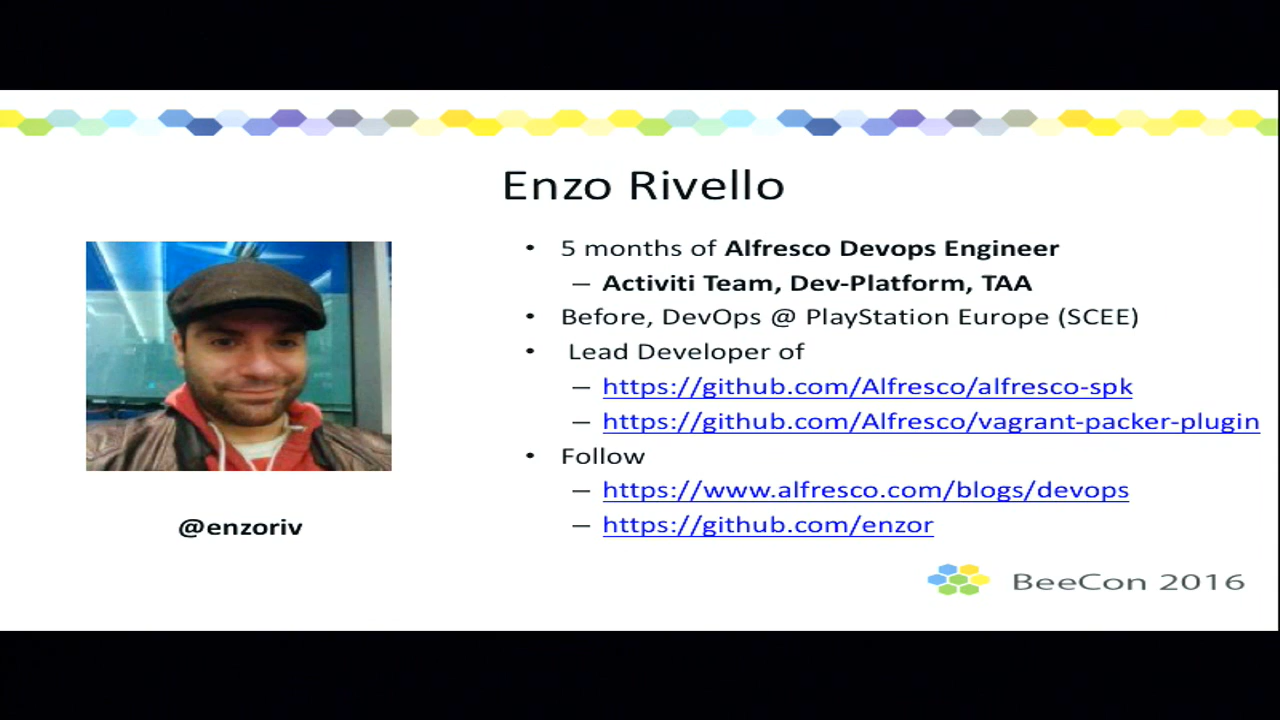 Enzo Rivello
• 5 months of Alfresco Devops Engineer
– Activiti Team, Dev-Platform, TAA
• Before, DevOps @ PlayStation Europe (SCEE)
• Lead Developer of
– https://github.com/Alfresco/alfresco-spk
– https://github.com/Alfresco/vagrant-packer-plugin
• Follow
– https://www.alfresco.com/blogs/devops
– https://github.com/enzor
@enzoriv
BeeCon 2016